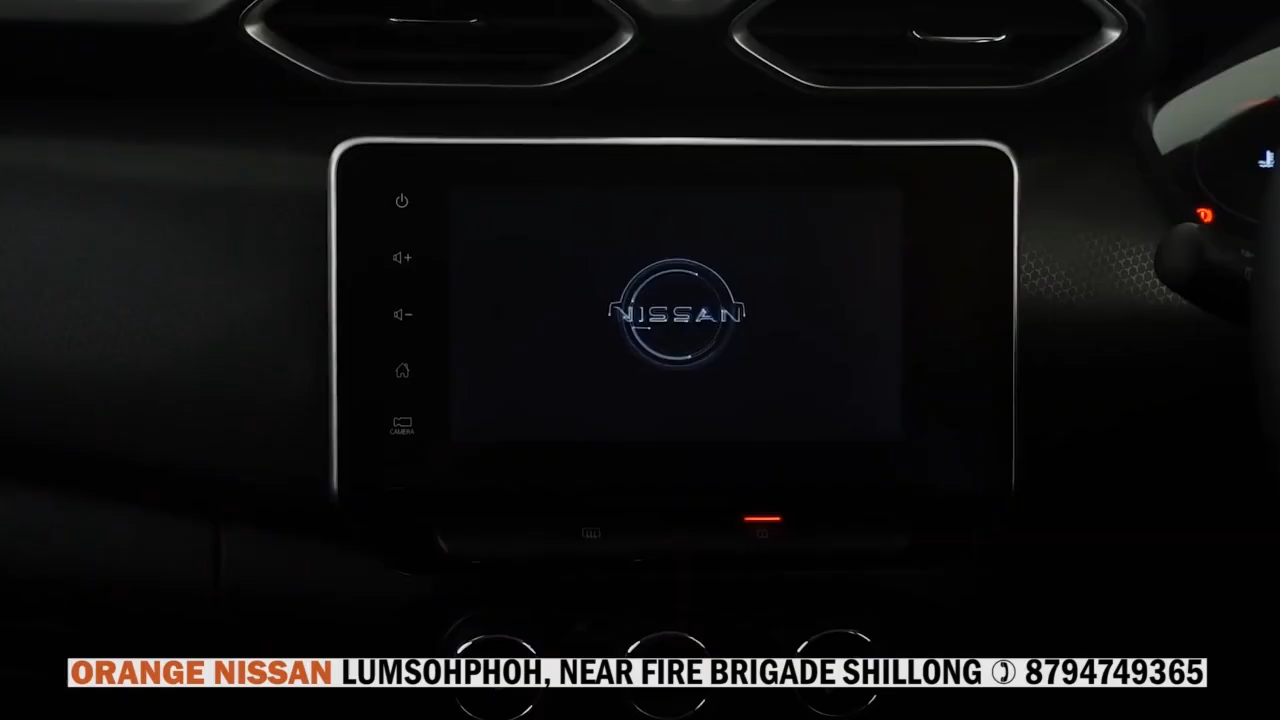 CAMERA
NISSAN
ORANGE NISSAN LUMSOHPHOH, NEAR FIRE BRIGADE SHILLONG ✆ 8794749365